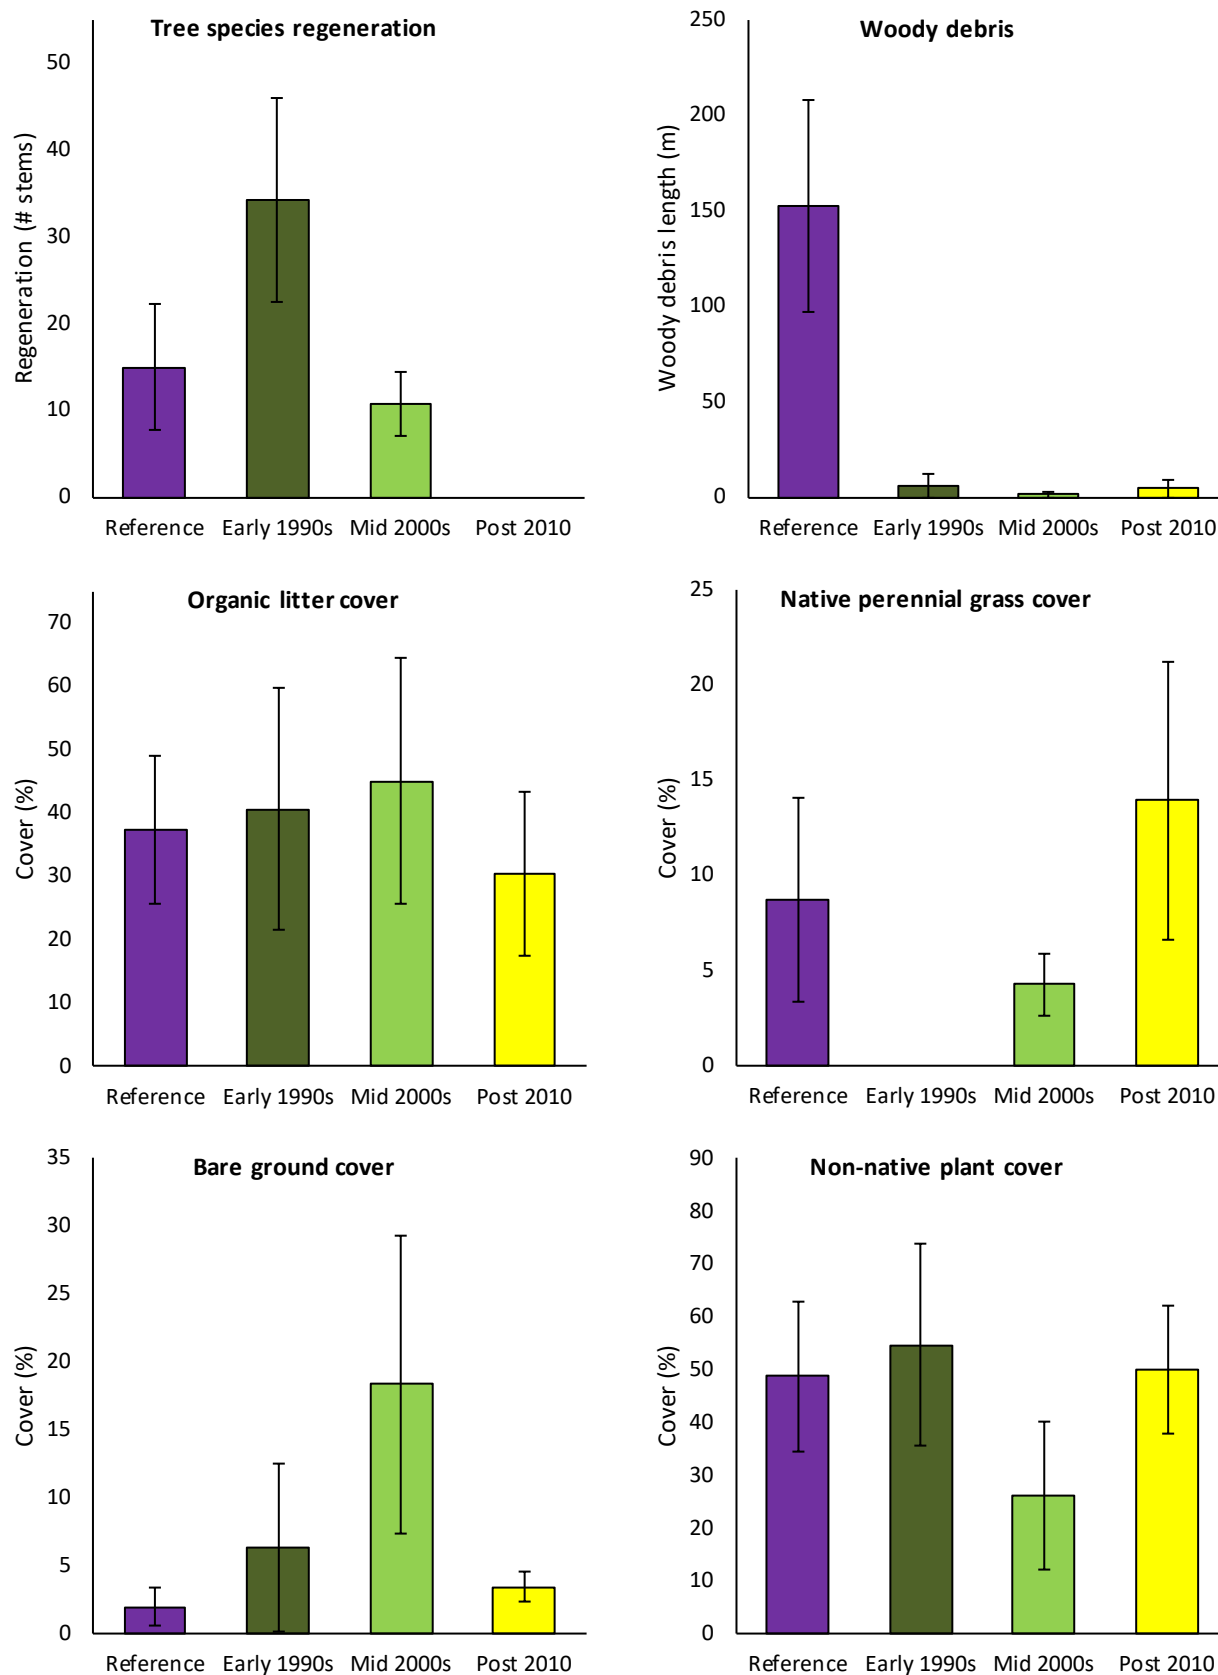 Tree species regeneration
Regeneration (# stems)
50
40
30
20
10
0
Reference Early 1990s Mid 2000s Post 2010
Woody debris
Woody debris length (m)
250
200
150
100
50
0
Reference Early 1990s Mid 2000s Post 2010
Organic litter cover
Cover (%)
70
60
50
40
30
20
10
0
Reference Early 1990s Mid 2000s Post 2010
Native perennial grass cover
Cover (%)
25
20
15
10
5
0
Reference Early 1990s Mid 2000s Post 2010
Bare ground cover
Cover (%)
35
30
25
20
15
10
5
0
Reference Early 1990s Mid 2000s Post 2010
Non-native plant cover
Cover (%)
90
80
70
60
50
40
30
20
10
0
Reference Early 1990s Mid 2000s Post 2010